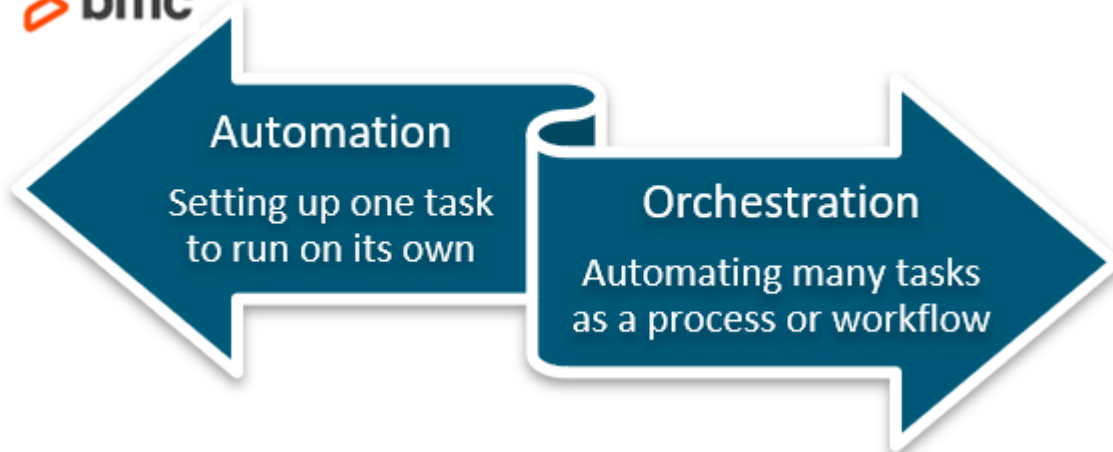 bmc
Automation
Setting up one task
to run on its own
Orchestration
Automating many tasks
as a process or workflow